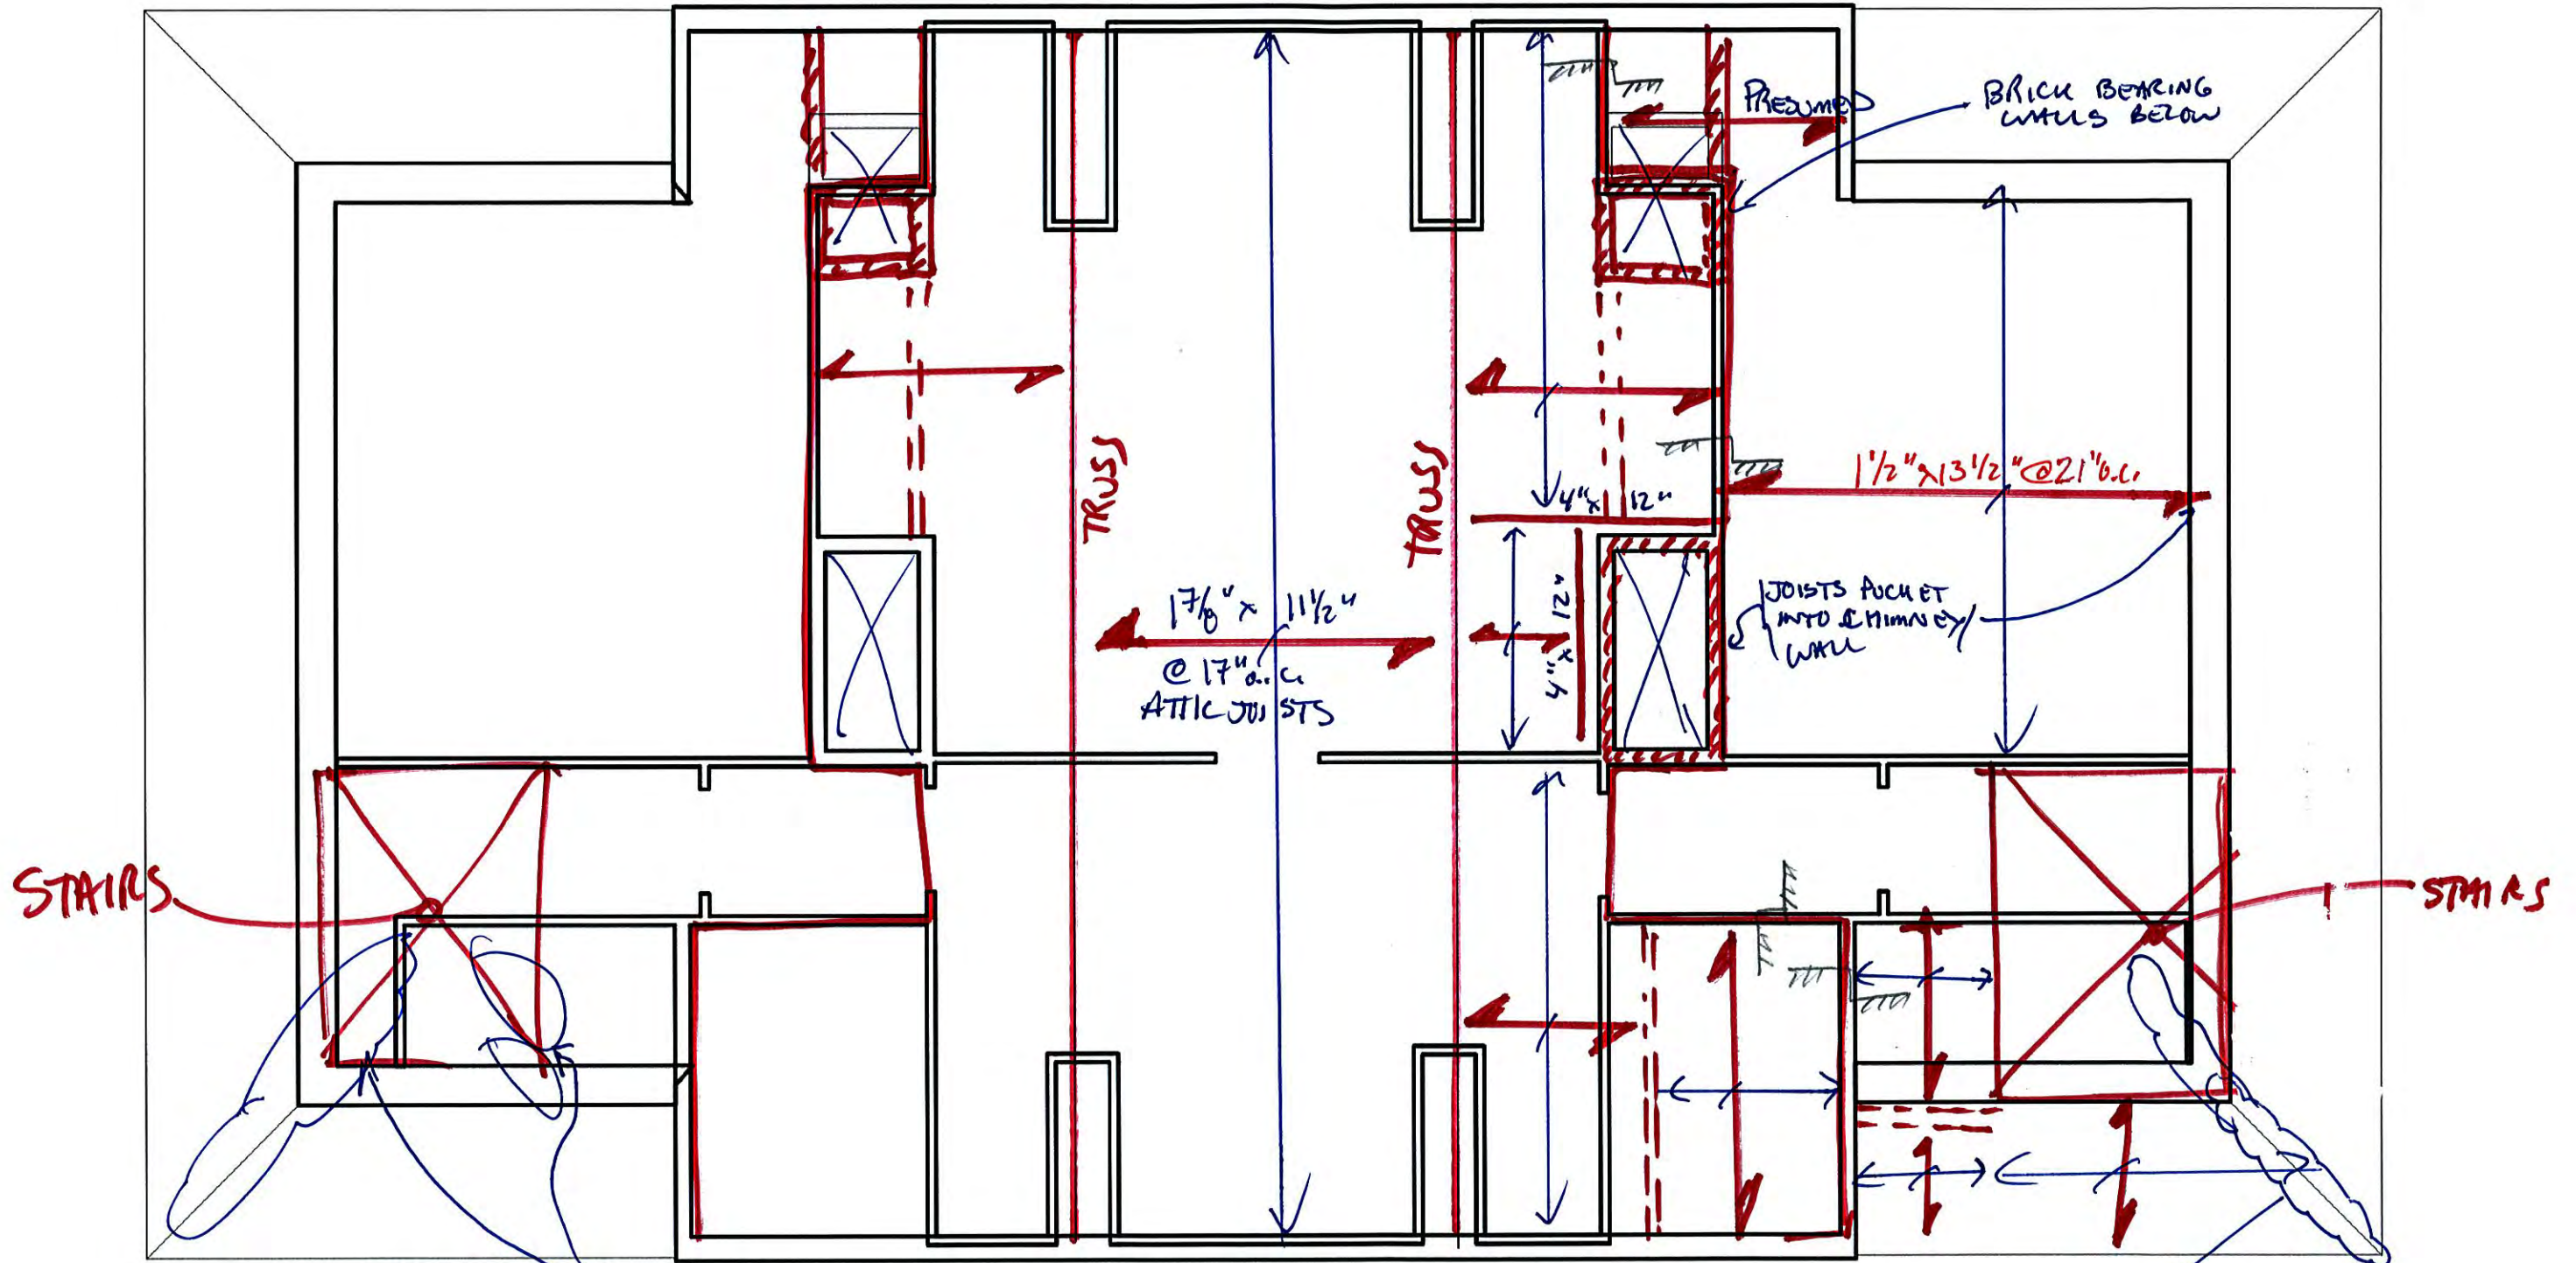 PRESUMED
BRICK BEARING
WALLS BELOW
TRUSS
TRUSS
1 1/2" x 13 1/2" @ 21" o.c.
4" x 12"
1 7/8" x 11 1/2"
@ 17" o.c.
ATTIC JOISTS
4" x 12"
JOISTS POCKET
INTO CHIMNEY/
WALL
STAIRS
STAIRS